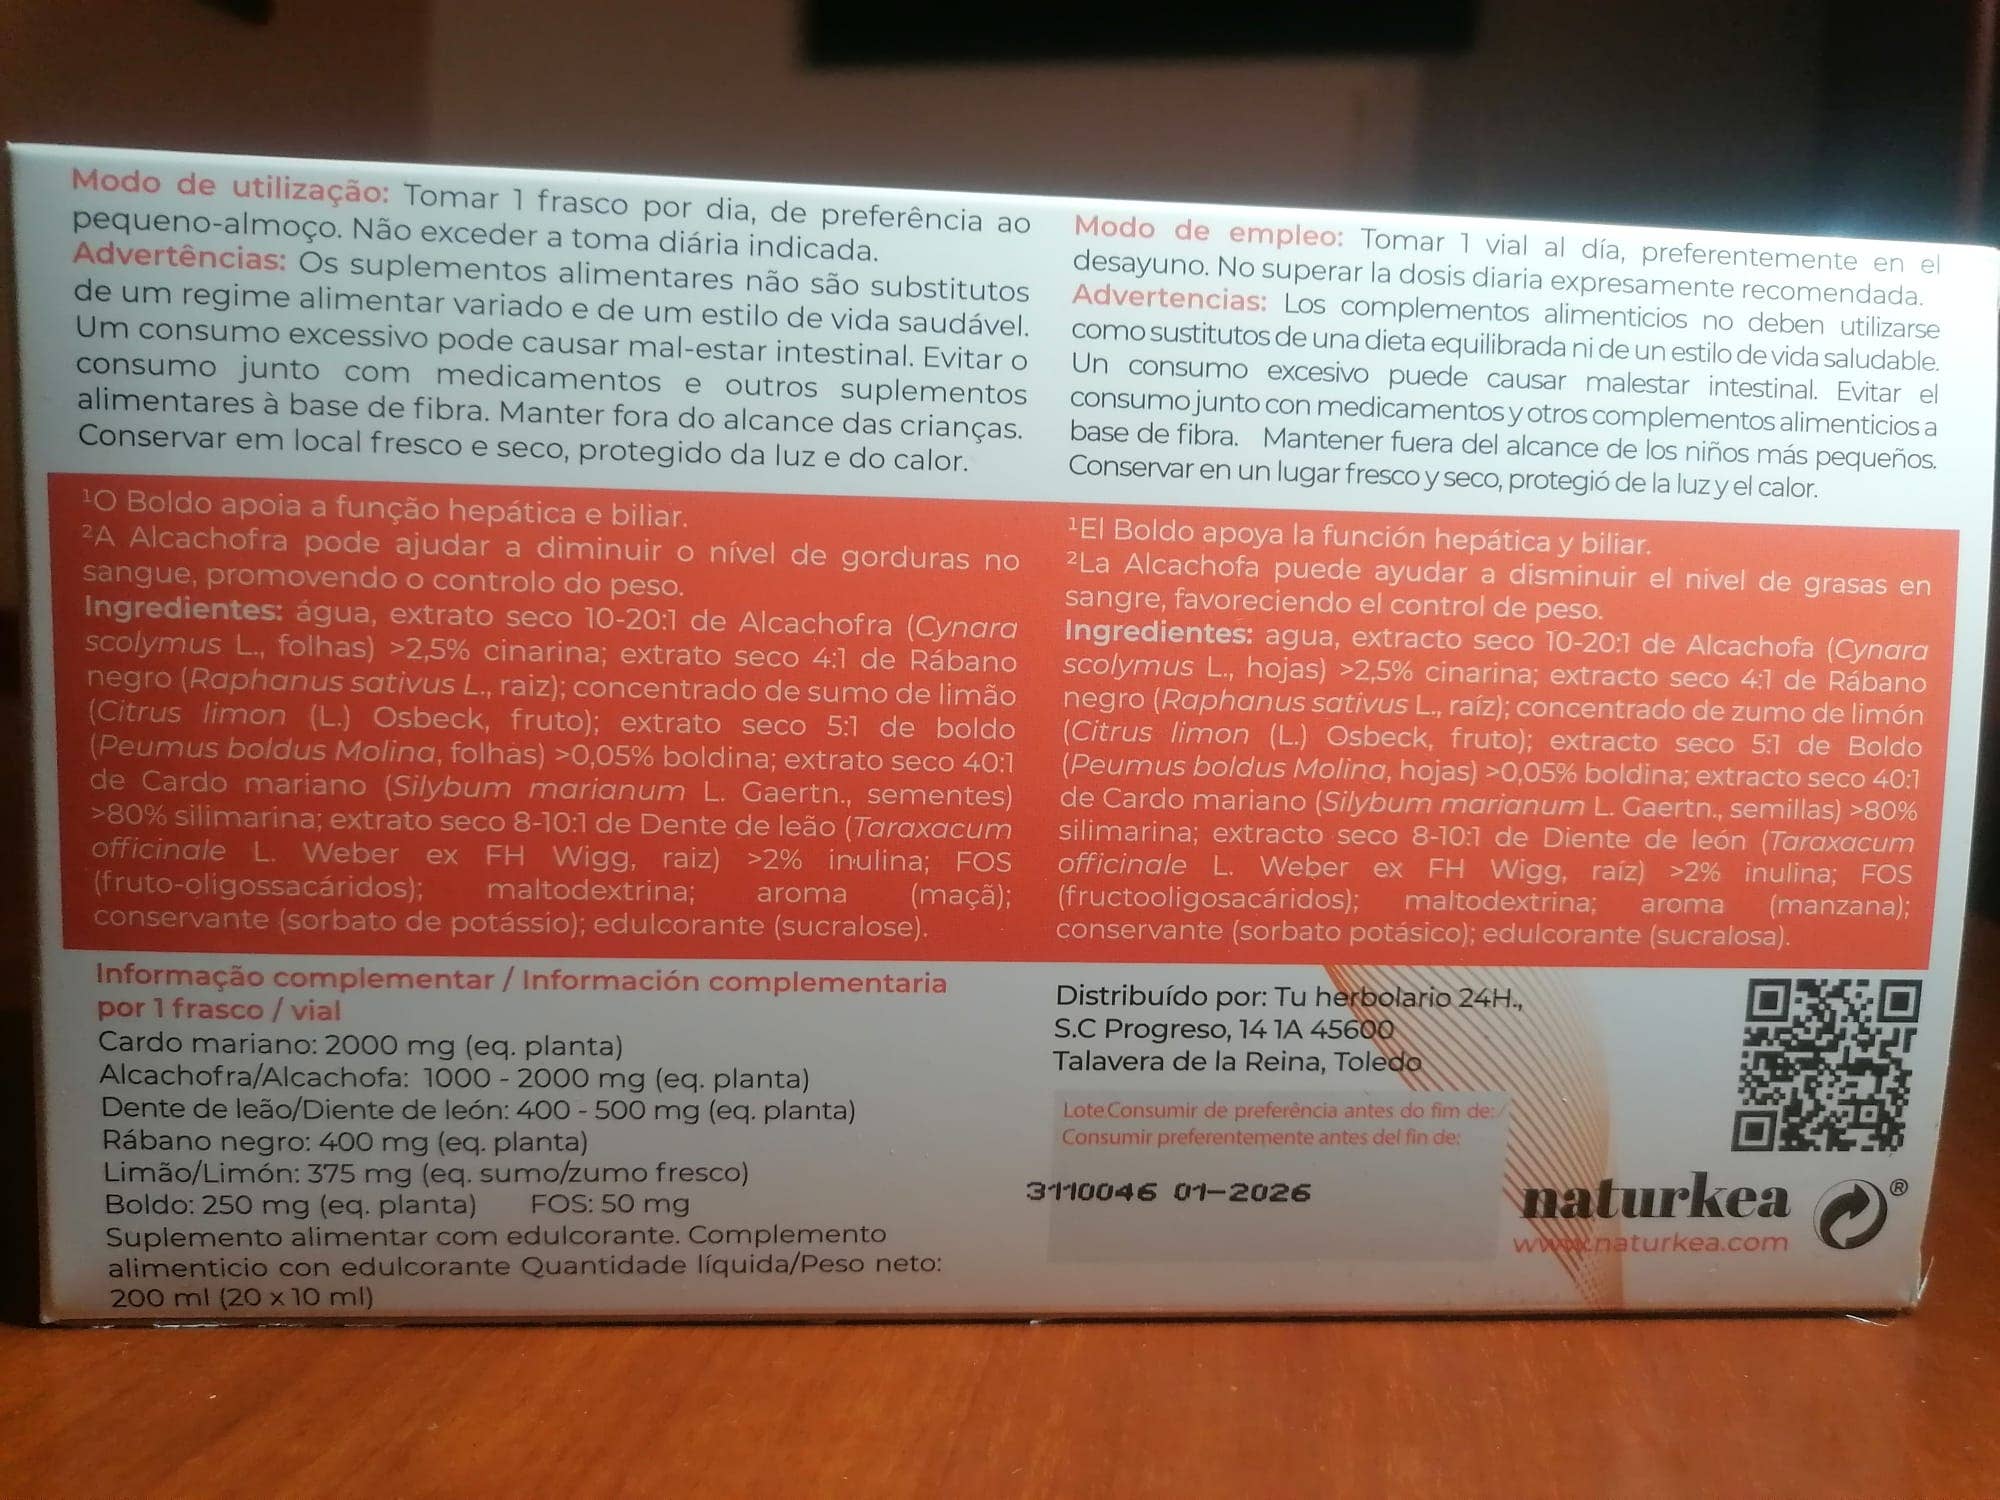 Modo de utilização: Tomar 1 frasco por dia, de preferência ao
pequeno-almoço. Não exceder a toma diária indicada.
Advertências: Os suplementos alimentares não são substitutos
de um regime alimentar variado e de um estilo de vida saudável.
Um consumo excessivo pode causar mal-estar intestinal. Evitar o
consumo junto com medicamentos e outros suplementos
alimentares à base de fibra. Manter fora do alcance das crianças.
Conservar em local fresco e seco, protegido da luz e do calor.
Modo de empleo: Tomar 1 vial al día, preferentemente en el
desayuno. No superar la dosis diaria expresamente recomendada.
Advertencias: Los complementos alimenticios no deben utilizarse
como sustitutos de una dieta equilibrada ni de un estilo de vida saludable.
Un consumo excesivo puede causar malestar intestinal. Evitar el
consumo junto con medicamentos y otros complementos alimenticios a
base de fibra. Mantener fuera del alcance de los niños más pequeños.
Conservar en un lugar fresco y seco, protegió de la luz y el calor.
¹O Boldo apoia a função hepática e biliar.
²A Alcachofra pode ajudar a diminuir o nível de gorduras no
sangue, promovendo o controlo do peso.
Ingredientes: água, extrato seco 10-20:1 de Alcachofra (Cynara
scolymus L., folhas) >2,5% cinarina; extrato seco 4:1 de Rábano
negro (Raphanus sativus L., raiz); concentrado de sumo de limão
(Citrus limon (L.) Osbeck, fruto); extrato seco 5:1 de boldo
(Peumus boldus Molina, folhas) >0,05% boldina; extrato seco 40:1
de Cardo mariano (Silybum marianum L. Gaertn., sementes)
>80% silimarina; extrato seco 8-10:1 de Dente de leão (Taraxacum
officinale L. Weber ex FH Wigg, raiz) >2% inulina; FOS
(fruto-oligossacáridos); maltodextrina; aroma (maçã);
conservante (sorbato de potássio); edulcorante (sucralose).
¹El Boldo apoya la función hepática y biliar.
²La Alcachofa puede ayudar a disminuir el nivel de grasas en
sangre, favoreciendo el control de peso.
Ingredientes: agua, extracto seco 10-20:1 de Alcachofa (Cynara
scolymus L., hojas) >2,5% cinarina; extracto seco 4:1 de Rábano
negro (Raphanus sativus L., raíz); concentrado de zumo de limón
(Citrus limon (L.) Osbeck, fruto); extracto seco 5:1 de Boldo
(Peumus boldus Molina, hojas) >0,05% boldina; extracto seco 40:1
de Cardo mariano (Silybum marianum L. Gaertn., semillas) >80%
silimarina; extracto seco 8-10:1 de Diente de león (Taraxacum
officinale L. Weber ex FH Wigg, raíz) >2% inulina; FOS
(fructooligosacáridos); maltodextrina; aroma (manzana);
conservante (sorbato potásico); edulcorante (sucralosa).
Informação complementar / Información complementaria
por 1 frasco / vial
Cardo mariano: 2000 mg (eq. planta)
Alcachofra/Alcachofa: 1000 - 2000 mg (eq. planta)
Dente de leão/Diente de león: 400 - 500 mg (eq. planta)
Rábano negro: 400 mg (eq. planta)
Limão/Limón: 375 mg (eq. sumo/zumo fresco)
Boldo: 250 mg (eq. planta) FOS: 50 mg
Suplemento alimentar com edulcorante. Complemento
alimenticio con edulcorante Quantidade líquida/Peso neto:
200 ml (20 x 10 ml)
Distribuído por: Tu herbolario 24H.,
S.C Progreso, 14 1A 45600
Talavera de la Reina, Toledo
Lote Consumir de preferência antes do fim de:/
Consumir preferentemente antes del fin de:
3110046 01-2026
naturkea ®
www.naturkea.com